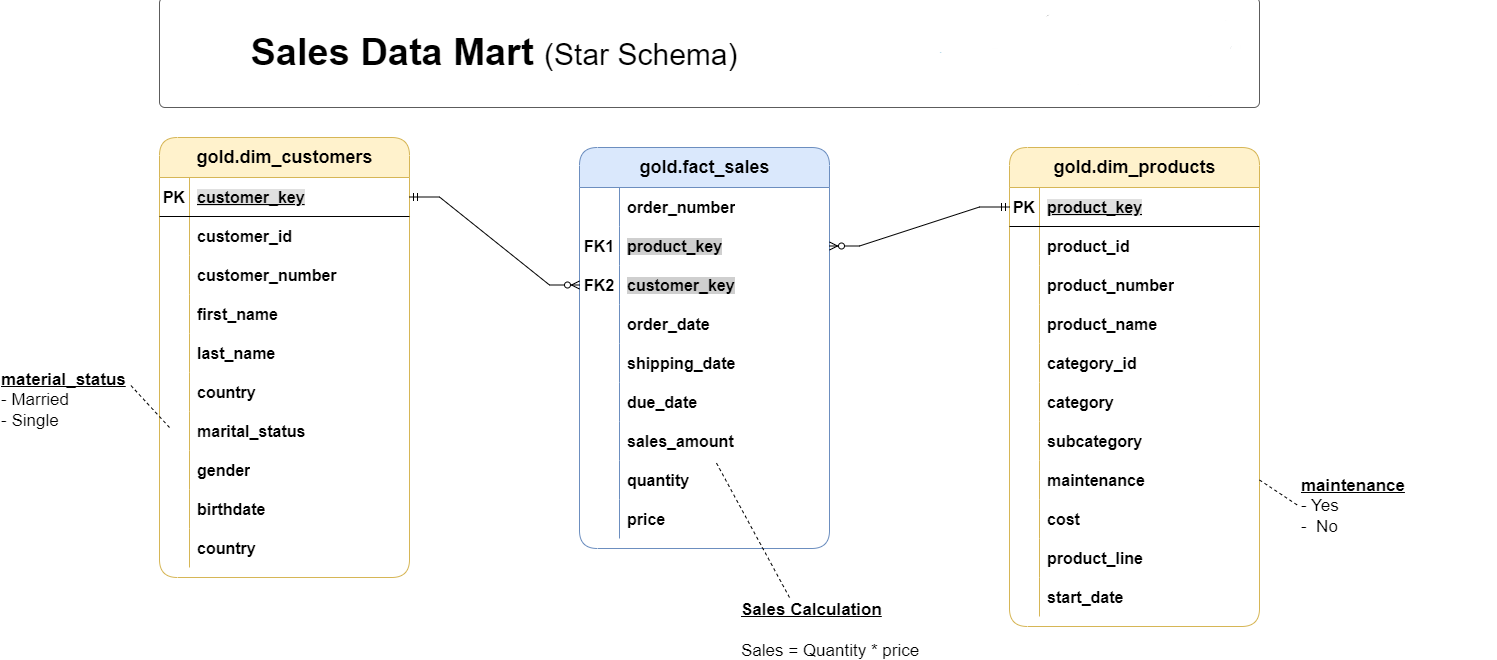 Sales Data Mart (Star Schema)
gold.dim_customers
PK customer_key
customer_id
customer_number
first_name
last_name
country
marital_status
gender
birthdate
country
material_status
- Married
- Single
gold.fact_sales
order_number
FK1 product_key
FK2 customer_key
order_date
shipping_date
due_date
sales_amount
quantity
price
Sales Calculation
Sales = Quantity * price
gold.dim_products
PK product_key
product_id
product_number
product_name
category_id
category
subcategory
maintenance
cost
product_line
start_date
maintenance
- Yes
- No